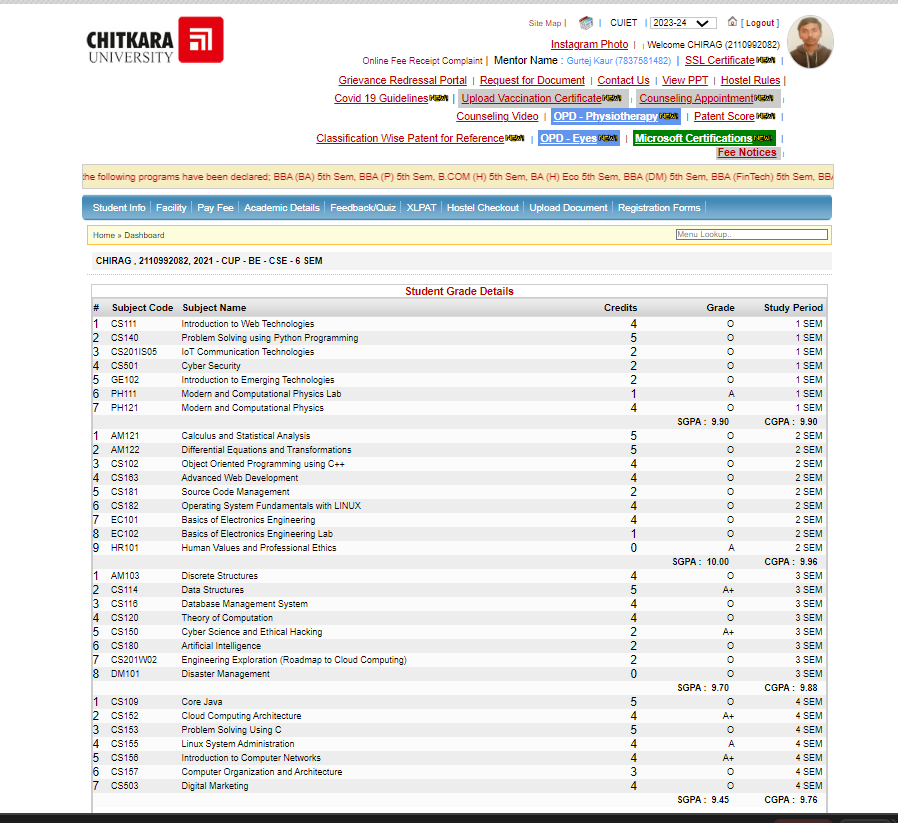 CHITKARA
UNIVERSITY
Site Map | | CUIET | 2023-24 [ Logout ]
Instagram Photo | | Welcome CHIRAG (2110992082)
Online Fee Receipt Complaint | Mentor Name : Gurtej Kaur (7837581482) | SSL Certificate NEW |
Grievance Redressal Portal | Request for Document | Contact Us | View PPT | Hostel Rules |
Covid 19 Guidelines NEW | Upload Vaccination Certificate NEW | Counseling Appointment NEW |
Counseling Video | OPD - Physiotherapy NEW | Patent Score NEW |
Classification Wise Patent for Reference NEW | OPD - Eyes NEW | Microsoft Certifications NEW |
Fee Notices |
the following programs have been declared; BBA (BA) 5th Sem, BBA (P) 5th Sem, B.COM (H) 5th Sem, BA (H) Eco 5th Sem, BBA (DM) 5th Sem, BBA (FinTech) 5th Sem, BBA
Student Info | Facility | Pay Fee | Academic Details | Feedback/Quiz | XLPAT | Hostel Checkout | Upload Document | Registration Forms |
Home » Dashboard Menu Lookup..
CHIRAG , 2110992082, 2021 - CUP - BE - CSE - 6 SEM
Student Grade Details
# Subject Code Subject Name Credits Grade Study Period
1 CS111 Introduction to Web Technologies 4 O 1 SEM
2 CS140 Problem Solving using Python Programming 5 O 1 SEM
3 CS201IS05 IoT Communication Technologies 2 O 1 SEM
4 CS501 Cyber Security 2 O 1 SEM
5 GE102 Introduction to Emerging Technologies 2 O 1 SEM
6 PH111 Modern and Computational Physics Lab 1 A 1 SEM
7 PH121 Modern and Computational Physics 4 O 1 SEM
SGPA : 9.90 CGPA : 9.90
1 AM121 Calculus and Statistical Analysis 5 O 2 SEM
2 AM122 Differential Equations and Transformations 5 O 2 SEM
3 CS102 Object Oriented Programming using C++ 4 O 2 SEM
4 CS163 Advanced Web Development 4 O 2 SEM
5 CS181 Source Code Management 2 O 2 SEM
6 CS182 Operating System Fundamentals with LINUX 4 O 2 SEM
7 EC101 Basics of Electronics Engineering 4 O 2 SEM
8 EC102 Basics of Electronics Engineering Lab 1 O 2 SEM
9 HR101 Human Values and Professional Ethics 0 A 2 SEM
SGPA : 10.00 CGPA : 9.96
1 AM103 Discrete Structures 4 O 3 SEM
2 CS114 Data Structures 5 A+ 3 SEM
3 CS116 Database Management System 4 O 3 SEM
4 CS120 Theory of Computation 4 O 3 SEM
5 CS150 Cyber Science and Ethical Hacking 2 A+ 3 SEM
6 CS180 Artificial Intelligence 2 O 3 SEM
7 CS201W02 Engineering Exploration (Roadmap to Cloud Computing) 2 O 3 SEM
8 DM101 Disaster Management 0 O 3 SEM
SGPA : 9.70 CGPA : 9.88
1 CS109 Core Java 5 O 4 SEM
2 CS152 Cloud Computing Architecture 4 A+ 4 SEM
3 CS153 Problem Solving Using C 5 O 4 SEM
4 CS155 Linux System Administration 4 A 4 SEM
5 CS156 Introduction to Computer Networks 4 A+ 4 SEM
6 CS157 Computer Organization and Architecture 3 O 4 SEM
7 CS503 Digital Marketing 4 O 4 SEM
SGPA : 9.45 CGPA : 9.76